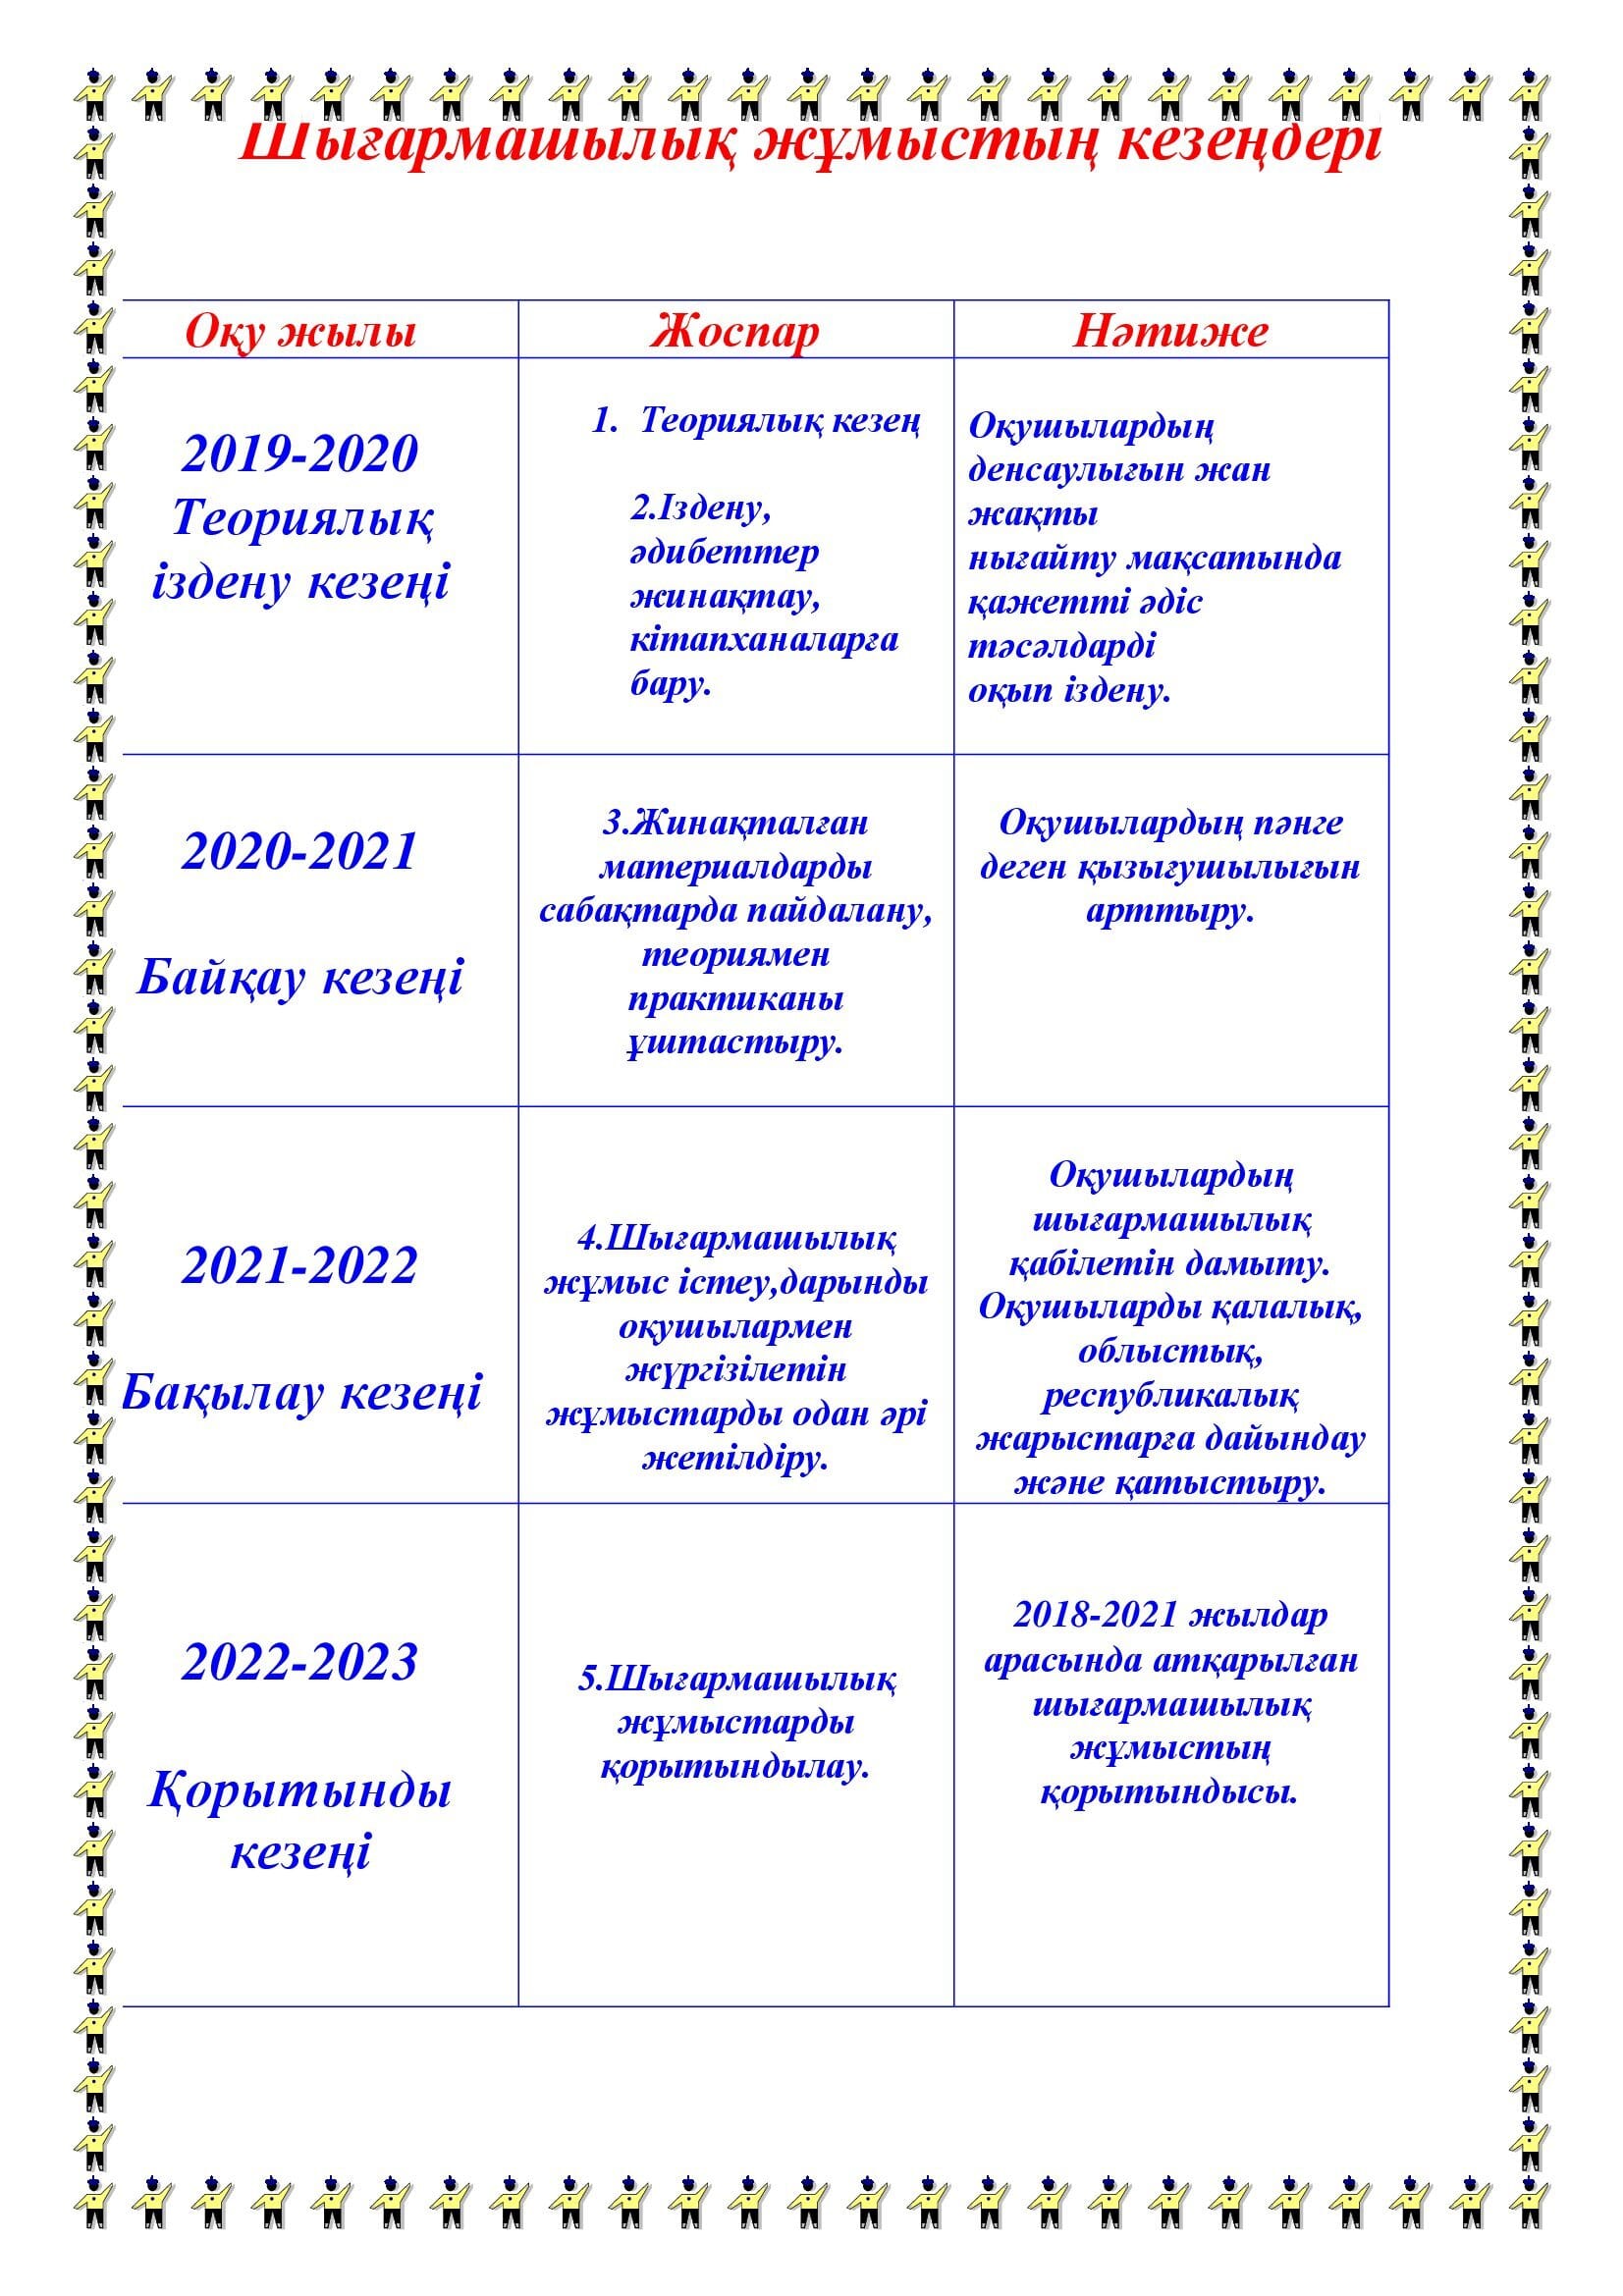 Шығармашылық жұмыстың кезеңдері
Оқу жылы
Жоспар
Нәтиже
2019-2020
Теориялық
іздену кезеңі
1. Теориялық кезең
2.Іздену,
әдибеттер
жинақтау,
кітапханаларға
бару.
Оқушылардың
денсаулығын жан
жақты
нығайту мақсатында
қажетті әдіс
тәсәлдарді
оқып іздену.
2020-2021
Байқау кезеңі
3.Жинақталған
материалдарды
сабақтарда пайдалану,
теориямен
практиканы
ұштастыру.
Оқушылардың пәнге
деген қызығушылығын
арттыру.
2021-2022
Бақылау кезеңі
4.Шығармашылық
жұмыс істеу,дарынды
оқушылармен
жүргізілетін
жұмыстарды одан әрі
жетілдіру.
Оқушылардың
шығармашылық
қабілетін дамыту.
Оқушыларды қалалық,
облыстық,
республикалық
жарыстарға дайындау
және қатыстыру.
2022-2023
Қорытынды
кезеңі
5.Шығармашылық
жұмыстарды
қорытындылау.
2018-2021 жылдар
арасында атқарылған
шығармашылық
жұмыстың
қорытындысы.